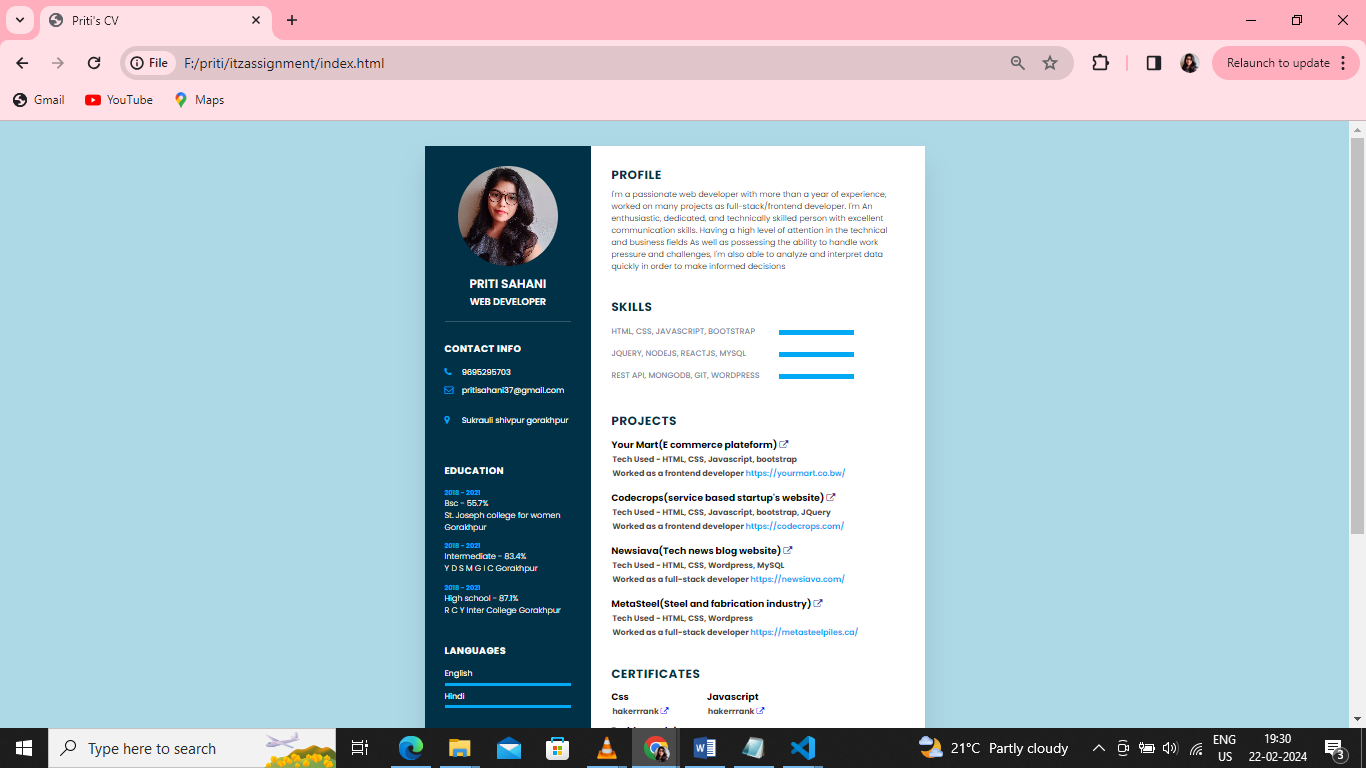 Priti's CV
File
F:/priti/itzassignment/index.html
Relaunch to update
Gmail
YouTube
Maps
PRITI SAHANI
WEB DEVELOPER
CONTACT INFO
9695295703
pritisahani37@gmail.com
Sukrauli shivpur gorakhpur
EDUCATION
2018 - 2021
Bsc - 55.7%
St. Joseph college for women
Gorakhpur
2018 - 2021
Intermediate - 83.4%
Y D S M G I C Gorakhpur
2018 - 2021
High school - 87.1%
R C Y Inter College Gorakhpur
LANGUAGES
English
Hindi
PROFILE
I'm a passionate web developer with more than a year of experience,
worked on many projects as full-stack/frontend developer. I'm An
enthusiastic, dedicated, and technically skilled person with excellent
communication skills. Having a high level of attention in the technical
and business fields As well as possessing the ability to handle work
pressure and challenges, I'm also able to analyze and interpret data
quickly in order to make informed decisions
SKILLS
HTML, CSS, JAVASCRIPT, BOOTSTRAP
JQUERY, NODEJS, REACTJS, MYSQL
REST API, MONGODB, GIT, WORDPRESS
PROJECTS
Your Mart(E commerce plateform)
Tech Used - HTML, CSS, Javascript, bootstrap
Worked as a frontend developer https://yourmart.co.bw/
Codecrops(service based startup's website)
Tech Used - HTML, CSS, Javascript, bootstrap, JQuery
Worked as a frontend developer https://codecrops.com/
Newsiava(Tech news blog website)
Tech Used - HTML, CSS, Wordpress, MySQL
Worked as a full-stack developer https://newsiava.com/
MetaSteel(Steel and fabrication industry)
Tech Used - HTML, CSS, Wordpress
Worked as a full-stack developer https://metasteelpiles.ca/
CERTIFICATES
Css Javascript
hakerrrank hakerrrank
Type here to search
21°C Partly cloudy
ENG
US
19:30
22-02-2024
3